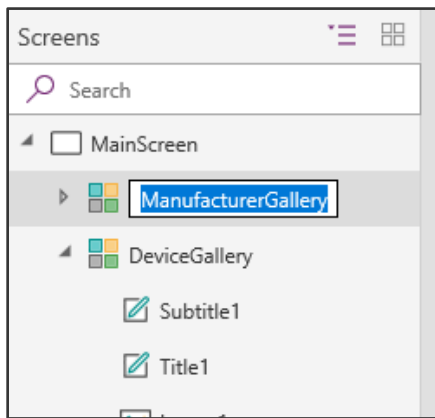 Screens
Search
MainScreen
ManufacturerGallery
DeviceGallery
Subtitle1
Title1